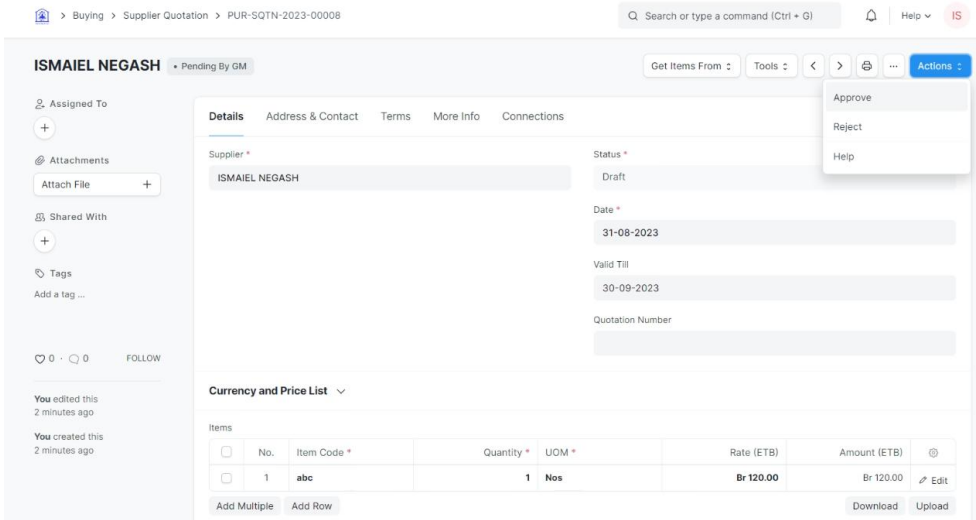 > Buying > Supplier Quotation > PUR-SQTN-2023-00008
Search or type a command (Ctrl + G)
Help
IS
ISMAIEL NEGASH
• Pending By GM
Get Items From
Tools
< >
...
Actions
Approve
Reject
Help
Assigned To
+
Attachments
Attach File +
Shared With
+
Tags
Add a tag ...
0 · 0 FOLLOW
You edited this
2 minutes ago
You created this
2 minutes ago
Details Address & Contact Terms More Info Connections
Supplier *
ISMAIEL NEGASH
Status *
Draft
Date *
31-08-2023
Valid Till
30-09-2023
Quotation Number
Currency and Price List
Items
No. Item Code * Quantity * UOM * Rate (ETB) Amount (ETB)
1 abc 1 Nos Br 120.00 Br 120.00 Edit
Add Multiple Add Row Download Upload